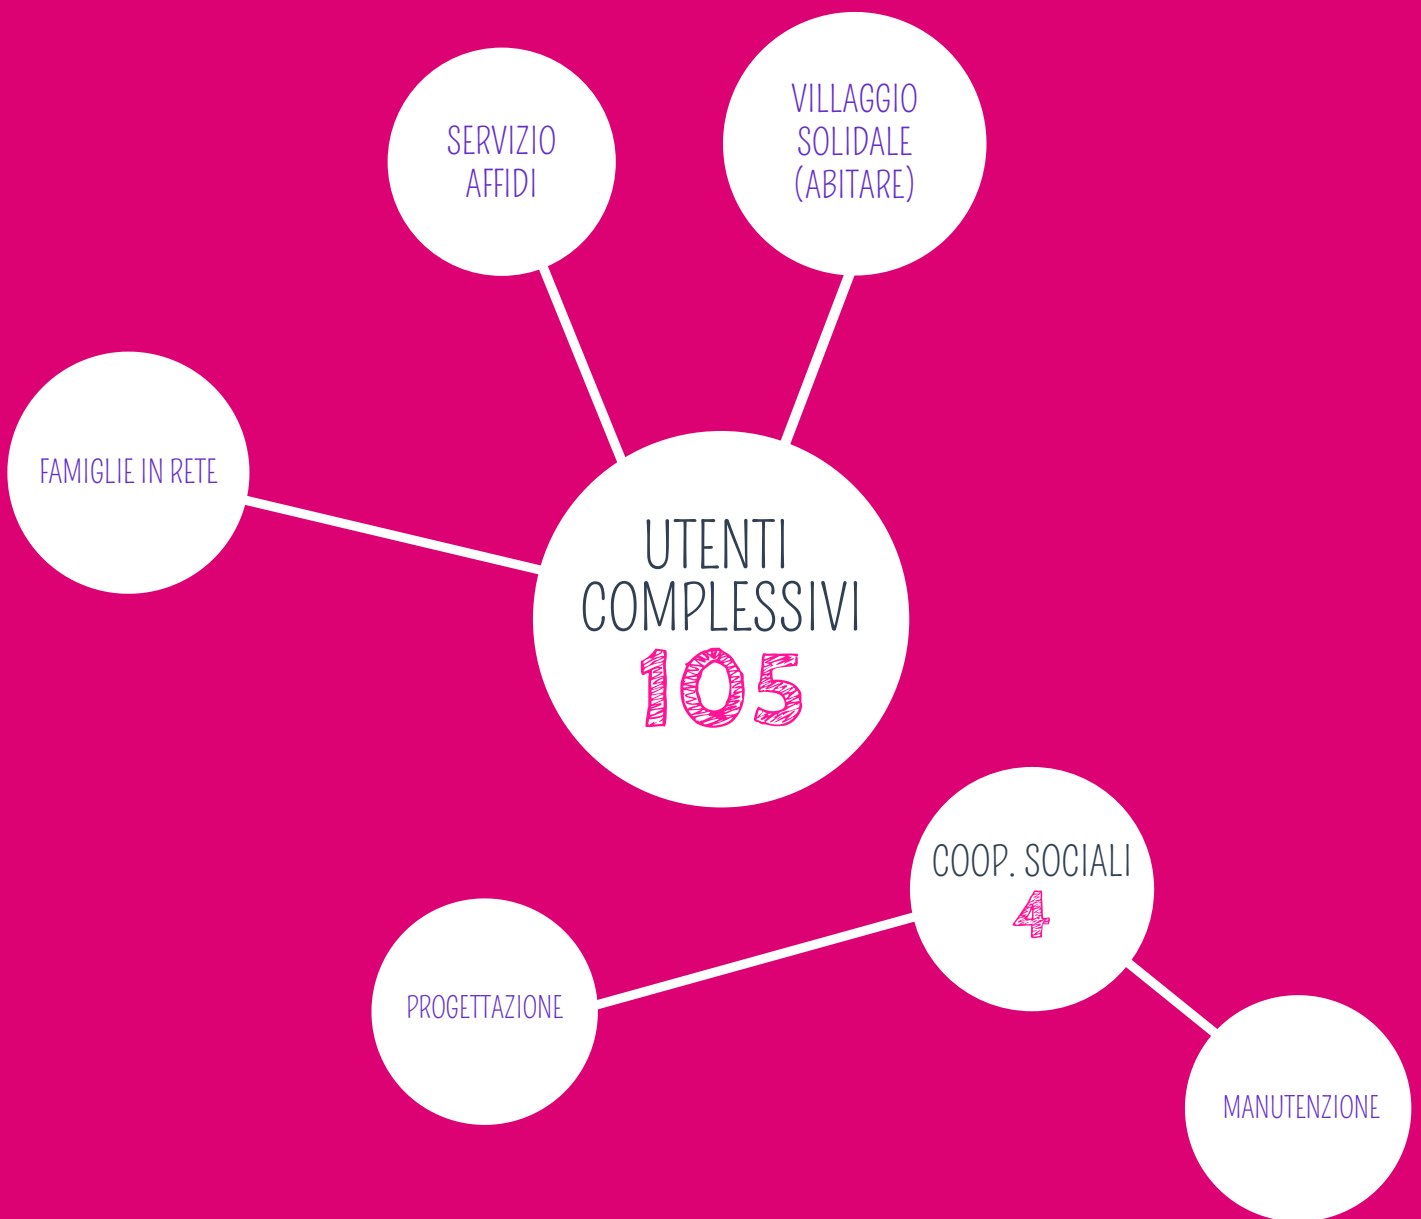 SERVIZIO
AFFIDI
VILLAGGIO
SOLIDALE
(ABITARE)
FAMIGLIE IN RETE
UTENTI
COMPLESSIVI
105
COOP. SOCIALI
4
PROGETTAZIONE
MANUTENZIONE